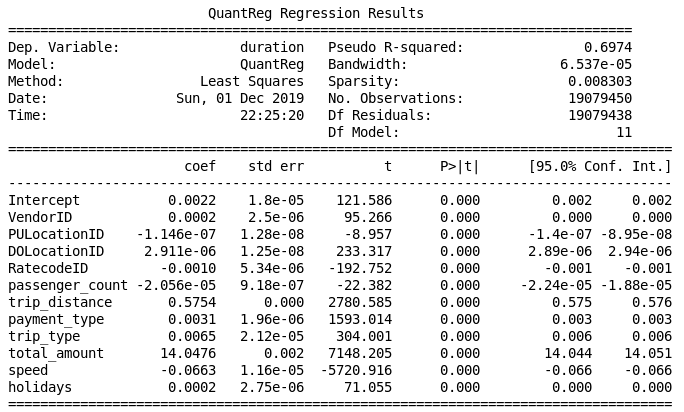 QuantReg Regression Results
==============================================================================
Dep. Variable: duration Pseudo R-squared: 0.6974
Model: QuantReg Bandwidth: 6.537e-05
Method: Least Squares Sparsity: 0.008303
Date: Sun, 01 Dec 2019 No. Observations: 19079450
Time: 22:25:20 Df Residuals: 19079438
Df Model: 11
===================================================================================
coef std err t P>|t| [95.0% Conf. Int.]
-----------------------------------------------------------------------------------
Intercept 0.0022 1.8e-05 121.586 0.000 0.002 0.002
VendorID 0.0002 2.5e-06 95.266 0.000 0.000 0.000
PULocationID -1.146e-07 1.28e-08 -8.957 0.000 -1.4e-07 -8.95e-08
DOLocationID 2.911e-06 1.25e-08 233.317 0.000 2.89e-06 2.94e-06
RatecodeID -0.0010 5.34e-06 -192.752 0.000 -0.001 -0.001
passenger_count -2.056e-05 9.18e-07 -22.382 0.000 -2.24e-05 -1.88e-05
trip_distance 0.5754 0.000 2780.585 0.000 0.575 0.576
payment_type 0.0031 1.96e-06 1593.014 0.000 0.003 0.003
trip_type 0.0065 2.12e-05 304.001 0.000 0.006 0.006
total_amount 14.0476 0.002 7148.205 0.000 14.044 14.051
speed -0.0663 1.16e-05 -5720.916 0.000 -0.066 -0.066
holidays 0.0002 2.75e-06 71.055 0.000 0.000 0.000
===================================================================================